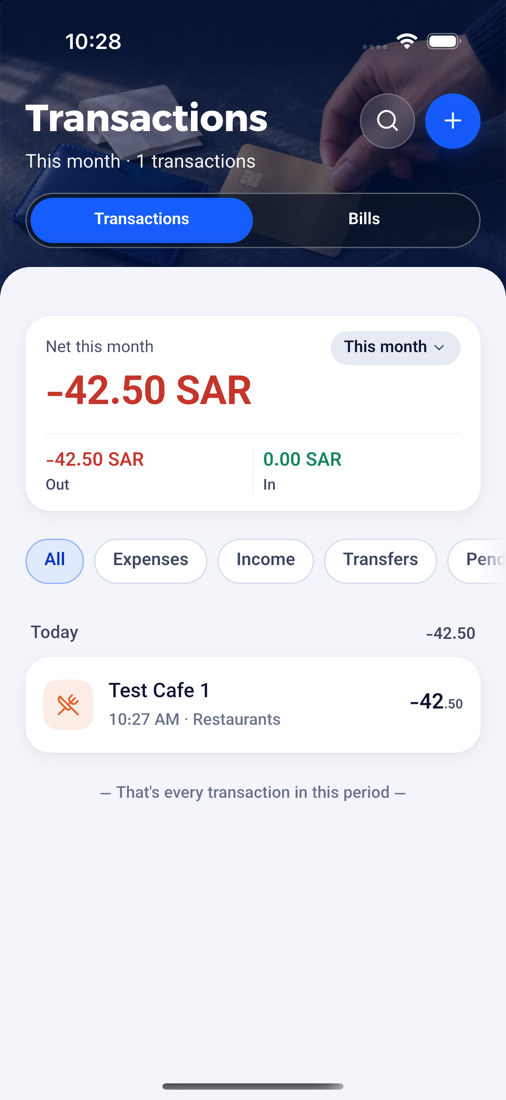 10:28
Transactions
This month · 1 transactions
Transactions
Bills
Net this month
This month
-42.50 SAR
-42.50 SAR
0.00 SAR
Out
In
All
Expenses
Income
Transfers
Today
-42.50
Test Cafe 1
-42.50
10:27 AM · Restaurants
— That's every transaction in this period —